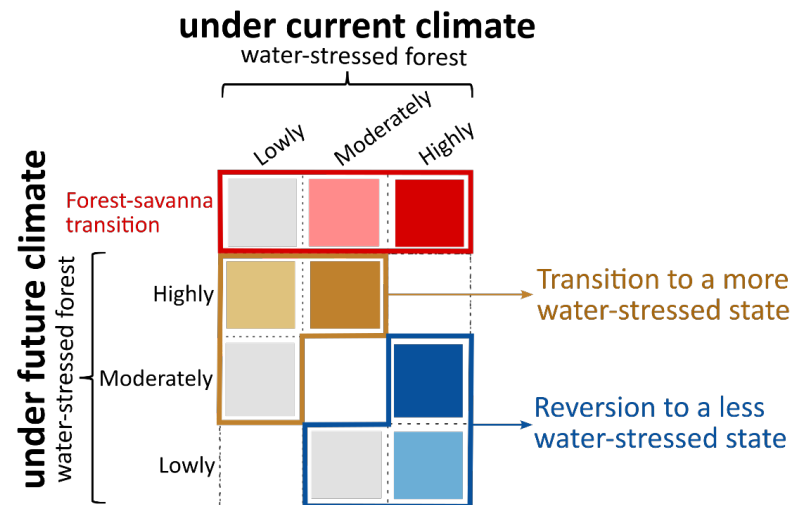 under current climate
water-stressed forest
Lowly
Moderately
Highly
under future climate
water-stressed forest
Forest-savanna
transition
Highly
Moderately
Lowly
Transition to a more
water-stressed state
Reversion to a less
water-stressed state